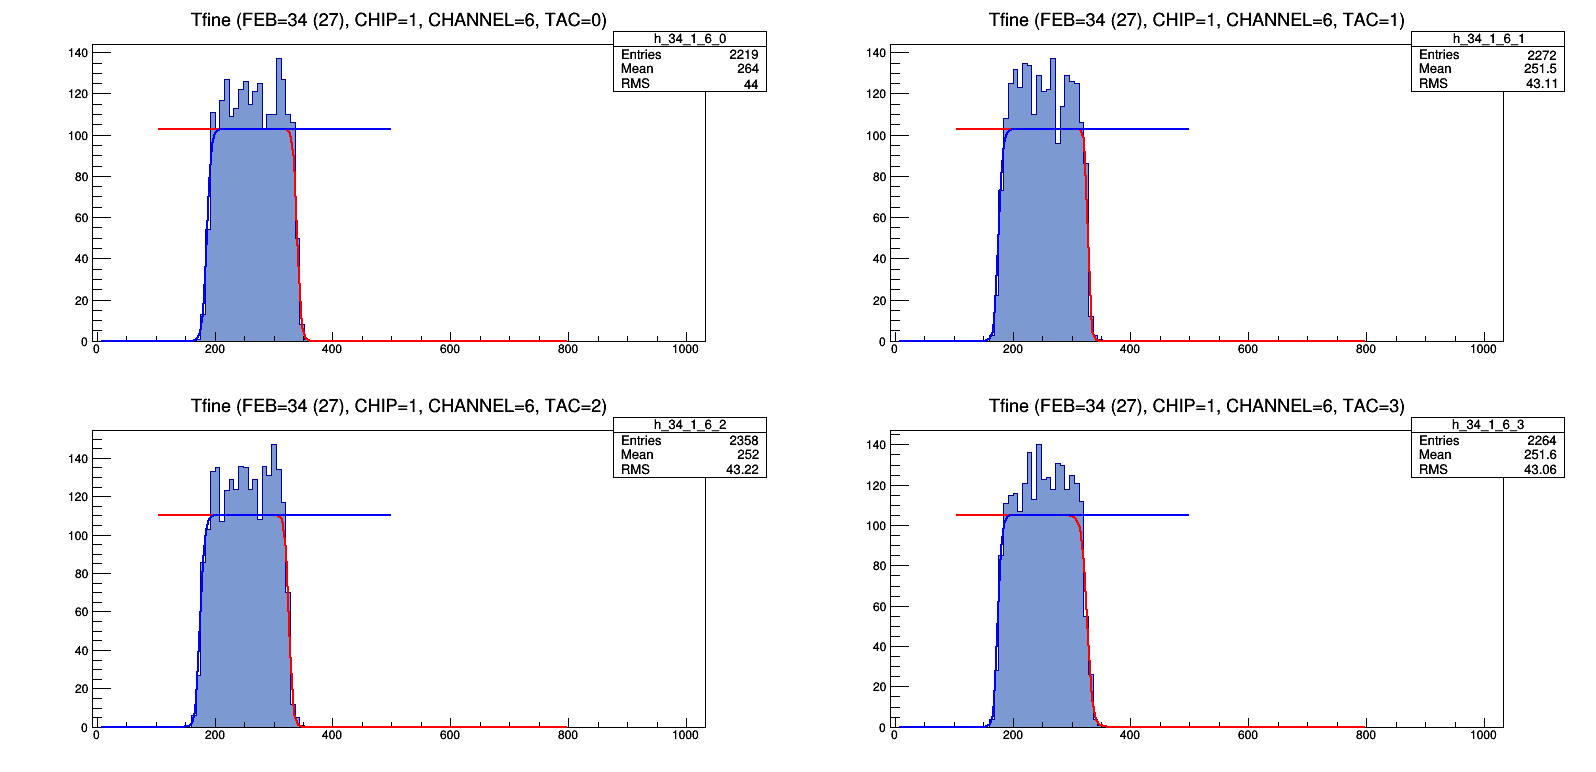 Tfine (FEB=34 (27), CHIP=1, CHANNEL=6, TAC=0)
h_34_1_6_0
Entries 2219
Mean 264
RMS 44
140
120
100
80
60
40
20
0
0 200 400 600 800 1000
Tfine (FEB=34 (27), CHIP=1, CHANNEL=6, TAC=1)
h_34_1_6_1
Entries 2272
Mean 251.5
RMS 43.11
140
120
100
80
60
40
20
0
0 200 400 600 800 1000
Tfine (FEB=34 (27), CHIP=1, CHANNEL=6, TAC=2)
h_34_1_6_2
Entries 2358
Mean 252
RMS 43.22
140
120
100
80
60
40
20
0
0 200 400 600 800 1000
Tfine (FEB=34 (27), CHIP=1, CHANNEL=6, TAC=3)
h_34_1_6_3
Entries 2264
Mean 251.6
RMS 43.06
140
120
100
80
60
40
20
0
0 200 400 600 800 1000